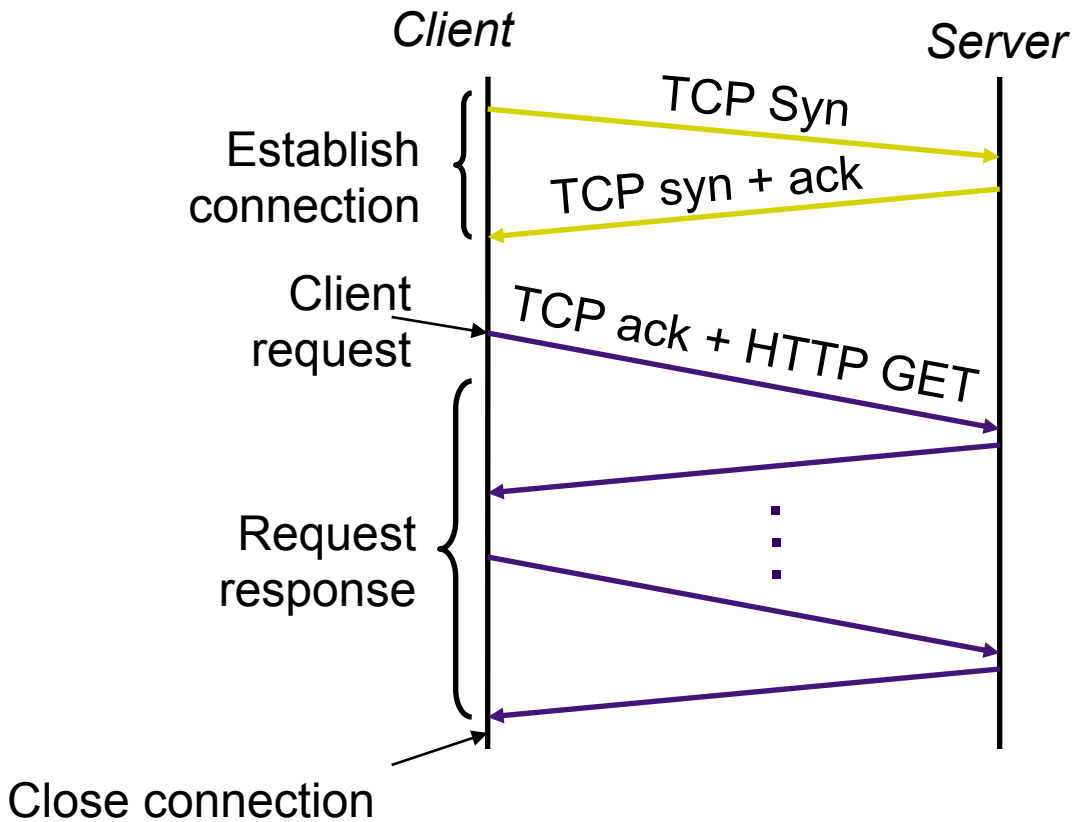 Client
Server
TCP Syn
Establish
connection
TCP syn + ack
Client
request
TCP ack + HTTP GET
Request
response
Close connection